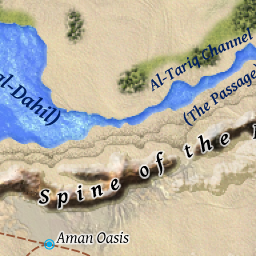 Al-Tariq Channel
(The Passage)
al-Dahil)
Spine of the
Aman Oasis